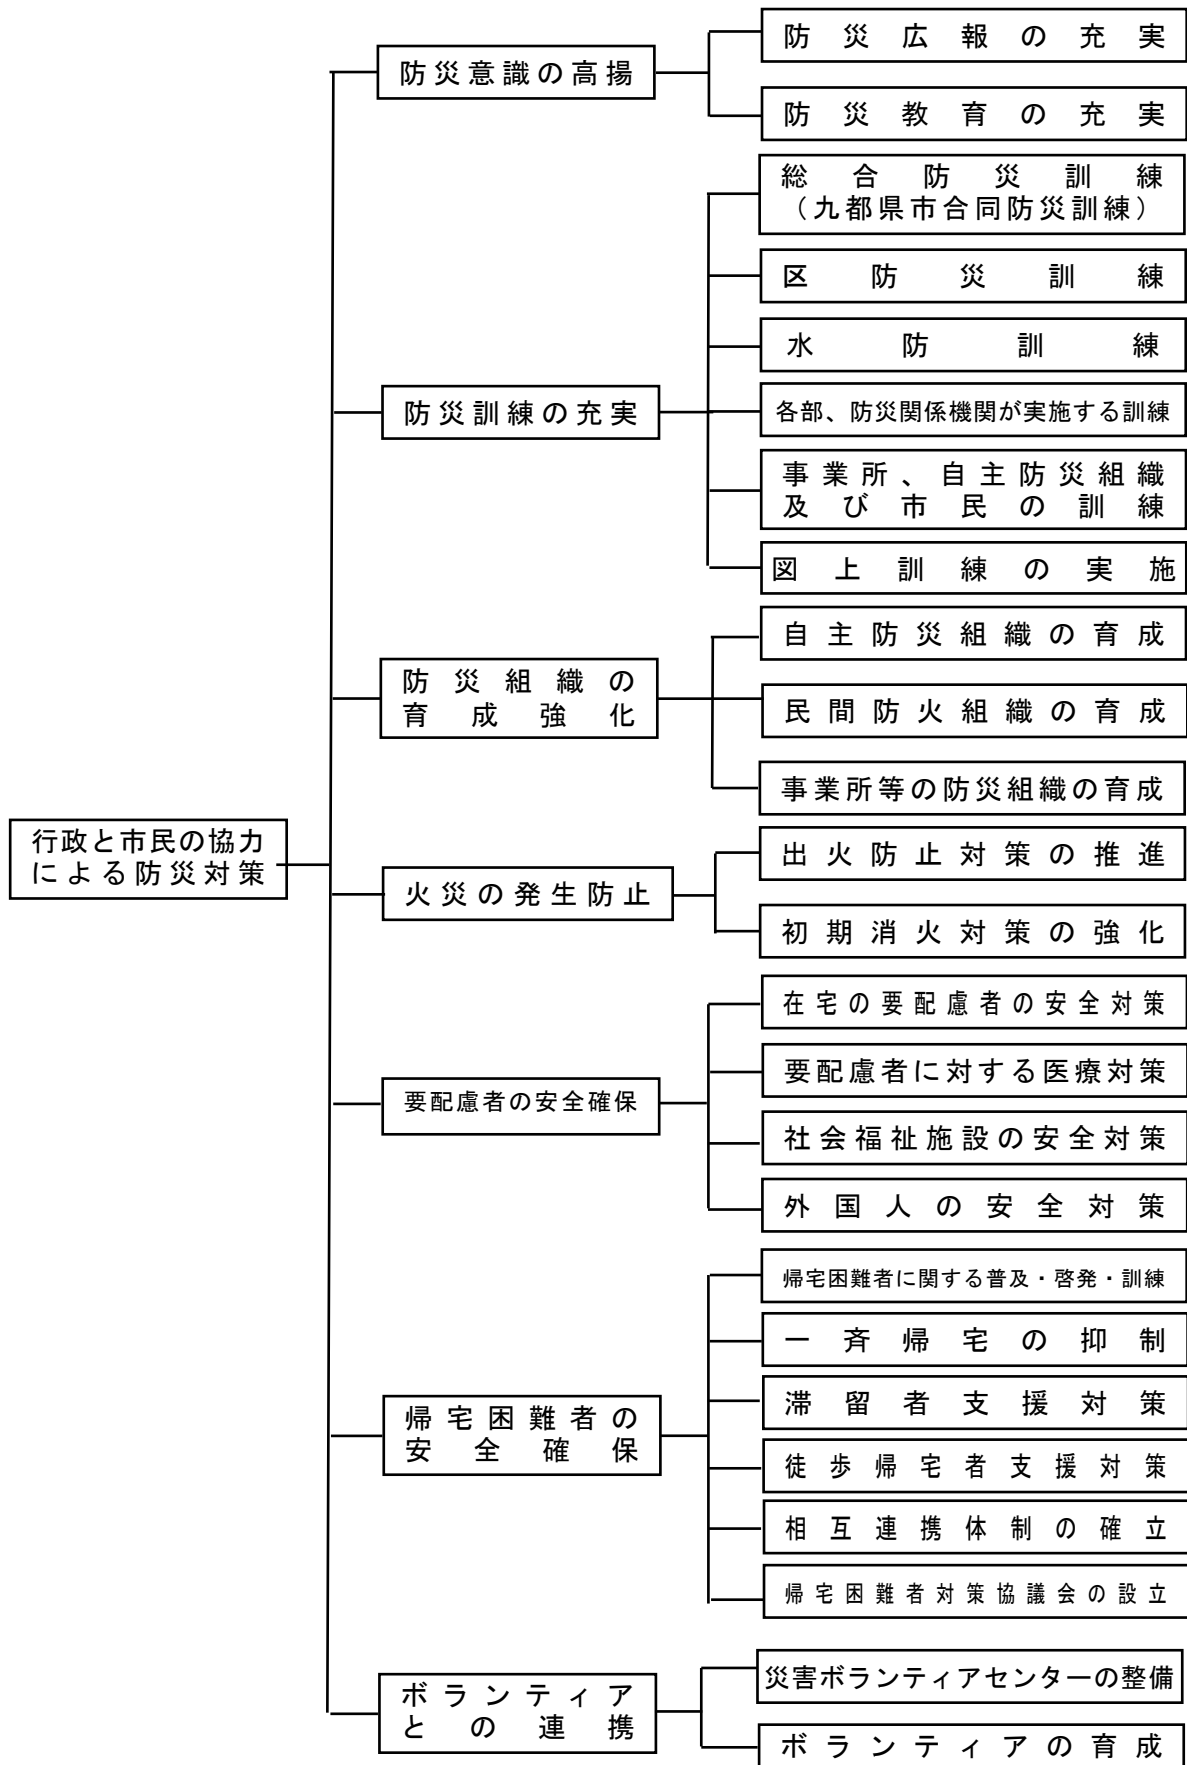 防災広報の充実
防災意識の高揚
防災教育の充実
総合防災訓練
（九都県市合同防災訓練）
区防災訓練
水防訓練
防災訓練の充実
各部、防災関係機関が実施する訓練
事業所、自主防災組織
及び市民の訓練
図上訓練の実施
自主防災組織の育成
防災組織の
育成強化
民間防火組織の育成
事業所等の防災組織の育成
行政と市民の協力
による防災対策
出火防止対策の推進
火災の発生防止
初期消火対策の強化
在宅の要配慮者の安全対策
要配慮者に対する医療対策
要配慮者の安全確保
社会福祉施設の安全対策
外国人の安全対策
帰宅困難者に関する普及・啓発・訓練
一斉帰宅の抑制
滞留者支援対策
帰宅困難者の
安全確保
徒歩帰宅者支援対策
相互連携体制の確立
帰宅困難者対策協議会の設立
災害ボランティアセンターの整備
ボランティア
との連携
ボランティアの育成